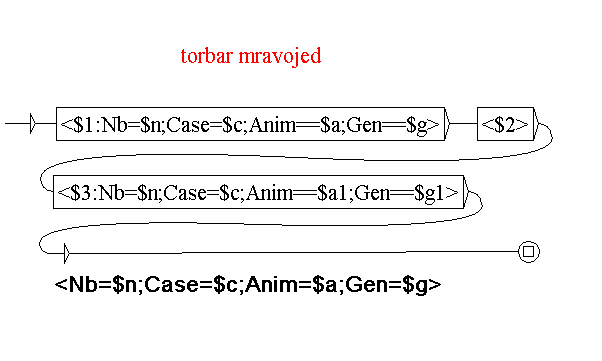 torbar mravojed
<$1:Nb=$n;Case=$c;Anim==$a;Gen==$g>
<$2>
<$3:Nb=$n;Case=$c;Anim==$a1;Gen==$g1>
<Nb=$n;Case=$c;Anim=$a;Gen=$g>